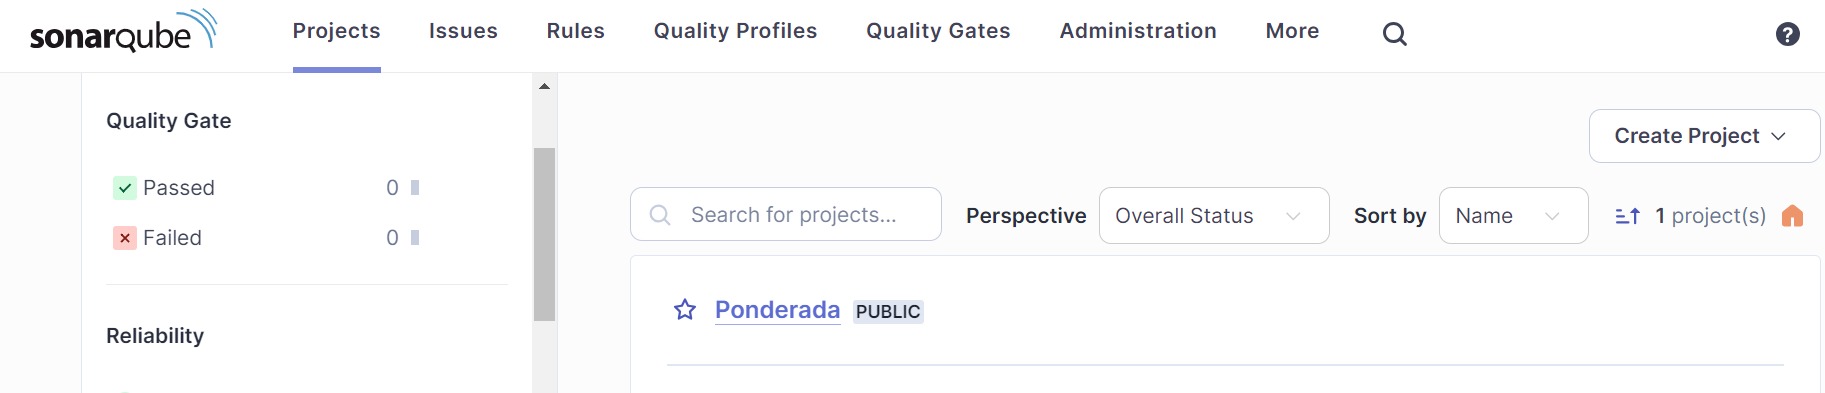 sonarqube Projects Issues Rules Quality Profiles Quality Gates Administration More ?
Quality Gate
Passed 0
Failed 0
Reliability
Create Project
Search for projects... Perspective Overall Status Sort by Name 1 project(s)
Ponderada PUBLIC